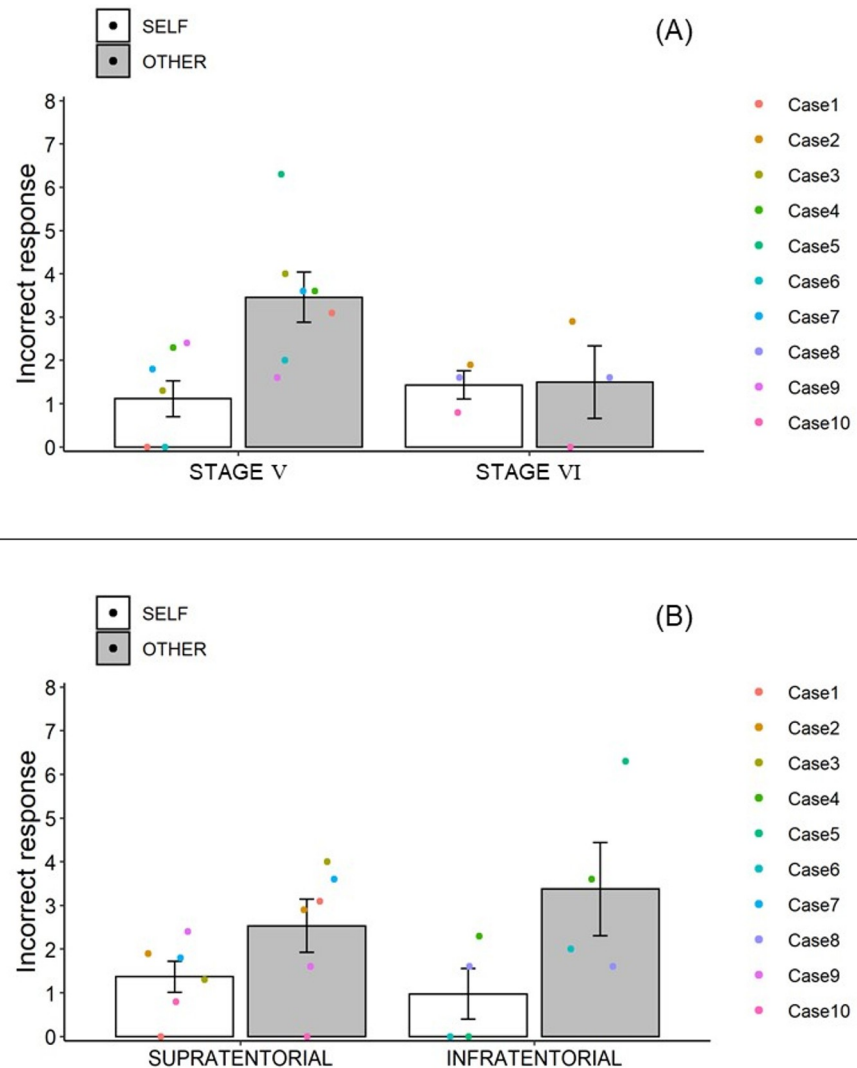 SELF
OTHER
(A)
Incorrect response
8
7
6
5
4
3
2
1
0
STAGE V
STAGE VI
Case1
Case2
Case3
Case4
Case5
Case6
Case7
Case8
Case9
Case10
SELF
OTHER
(B)
Incorrect response
8
7
6
5
4
3
2
1
0
SUPRATENTORIAL
INFRATENTORIAL
Case1
Case2
Case3
Case4
Case5
Case6
Case7
Case8
Case9
Case10